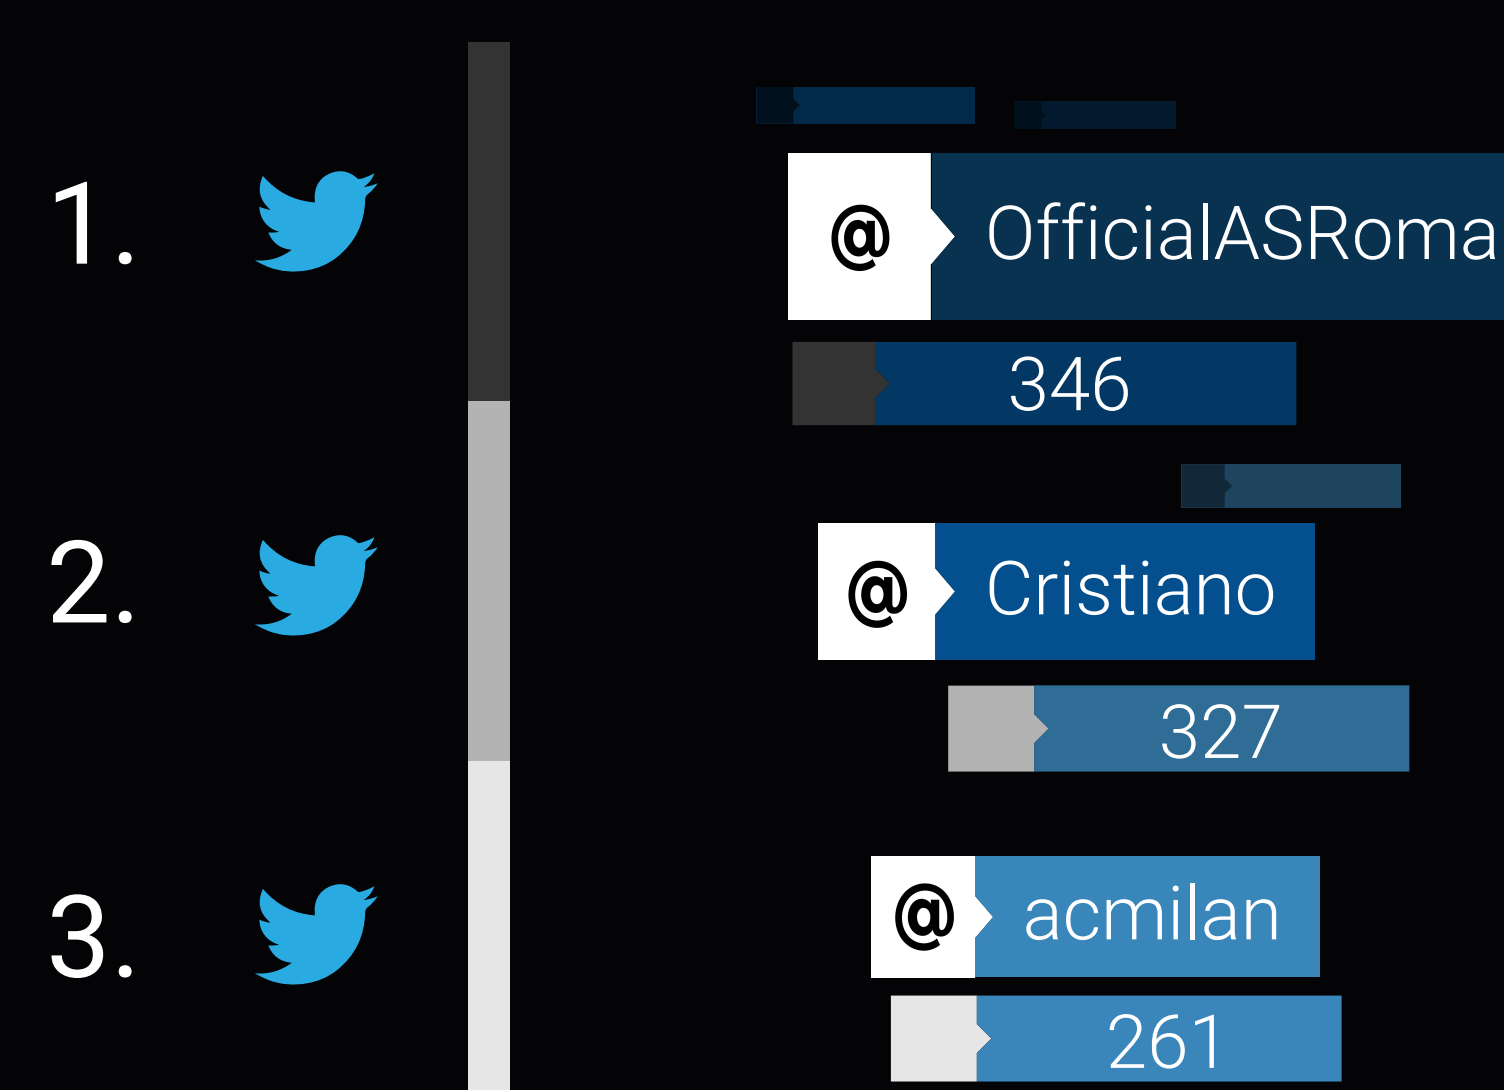 1.
@ OfficialASRoma
346
2.
@ Cristiano
327
3.
@ acmilan
261